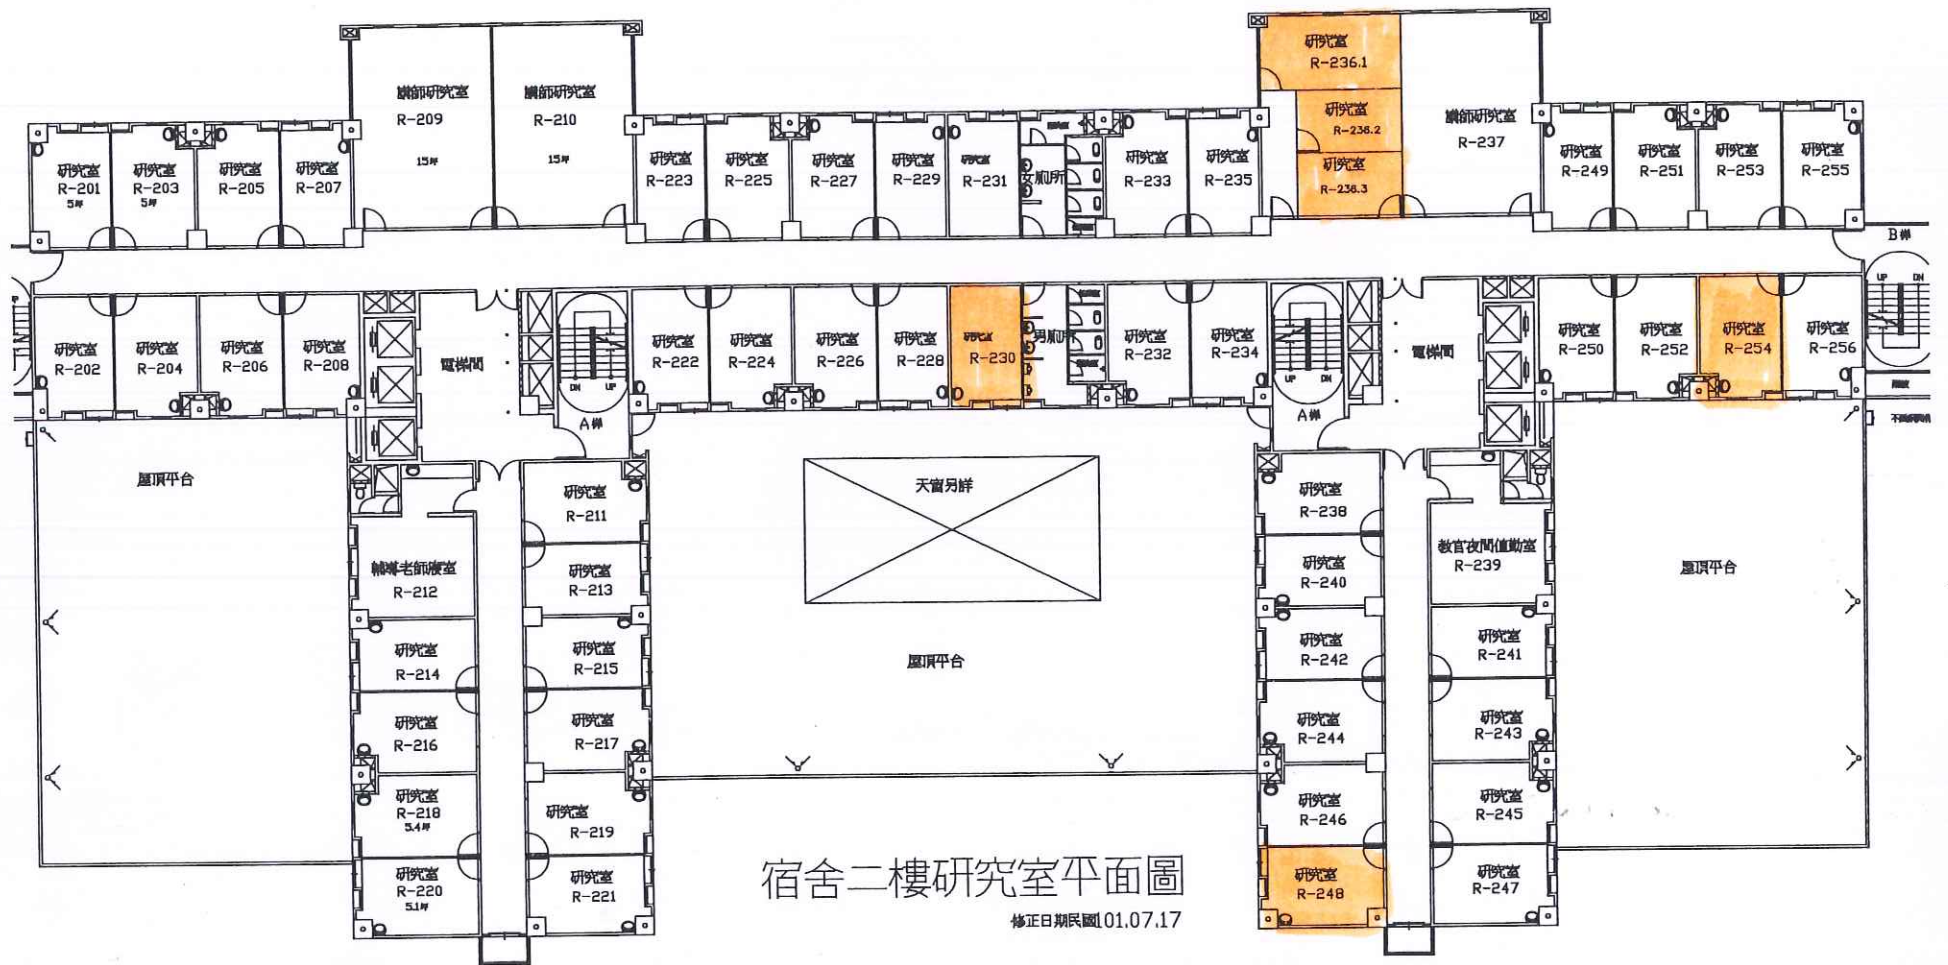 研究室
R-236.1
研究室
R-236.2
研究室
R-236.3
講師研究室
R-209
15坪
講師研究室
R-210
15坪
講師研究室
R-237
研究室
R-201
5坪
研究室
R-203
5坪
研究室
R-205
研究室
R-207
研究室
R-223
研究室
R-225
研究室
R-227
研究室
R-229
研究室
R-231
女廁所
研究室
R-233
研究室
R-235
研究室
R-249
研究室
R-251
研究室
R-253
研究室
R-255
B梯
UP
DN
研究室
R-202
研究室
R-204
研究室
R-206
研究室
R-208
電梯間
DN
UP
A梯
研究室
R-222
研究室
R-224
研究室
R-226
研究室
R-228
研究室
R-230
男廁所
研究室
R-232
研究室
R-234
UP
DN
A梯
電梯間
研究室
R-250
研究室
R-252
研究室
R-254
研究室
R-256
屋頂平台
天窗另詳
屋頂平台
屋頂平台
研究室
R-211
輔導老師寢室
R-212
研究室
R-213
研究室
R-214
研究室
R-215
研究室
R-216
研究室
R-217
研究室
R-218
5.4坪
研究室
R-219
研究室
R-220
5.1坪
研究室
R-221
研究室
R-238
教官夜間值勤室
R-239
研究室
R-240
研究室
R-241
研究室
R-242
研究室
R-243
研究室
R-244
研究室
R-245
研究室
R-246
研究室
R-247
研究室
R-248
宿舍二樓研究室平面圖
修正日期民國101.07.17